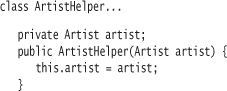 class ArtistHelper...
private Artist artist;
public ArtistHelper(Artist artist) {
this.artist = artist;
}